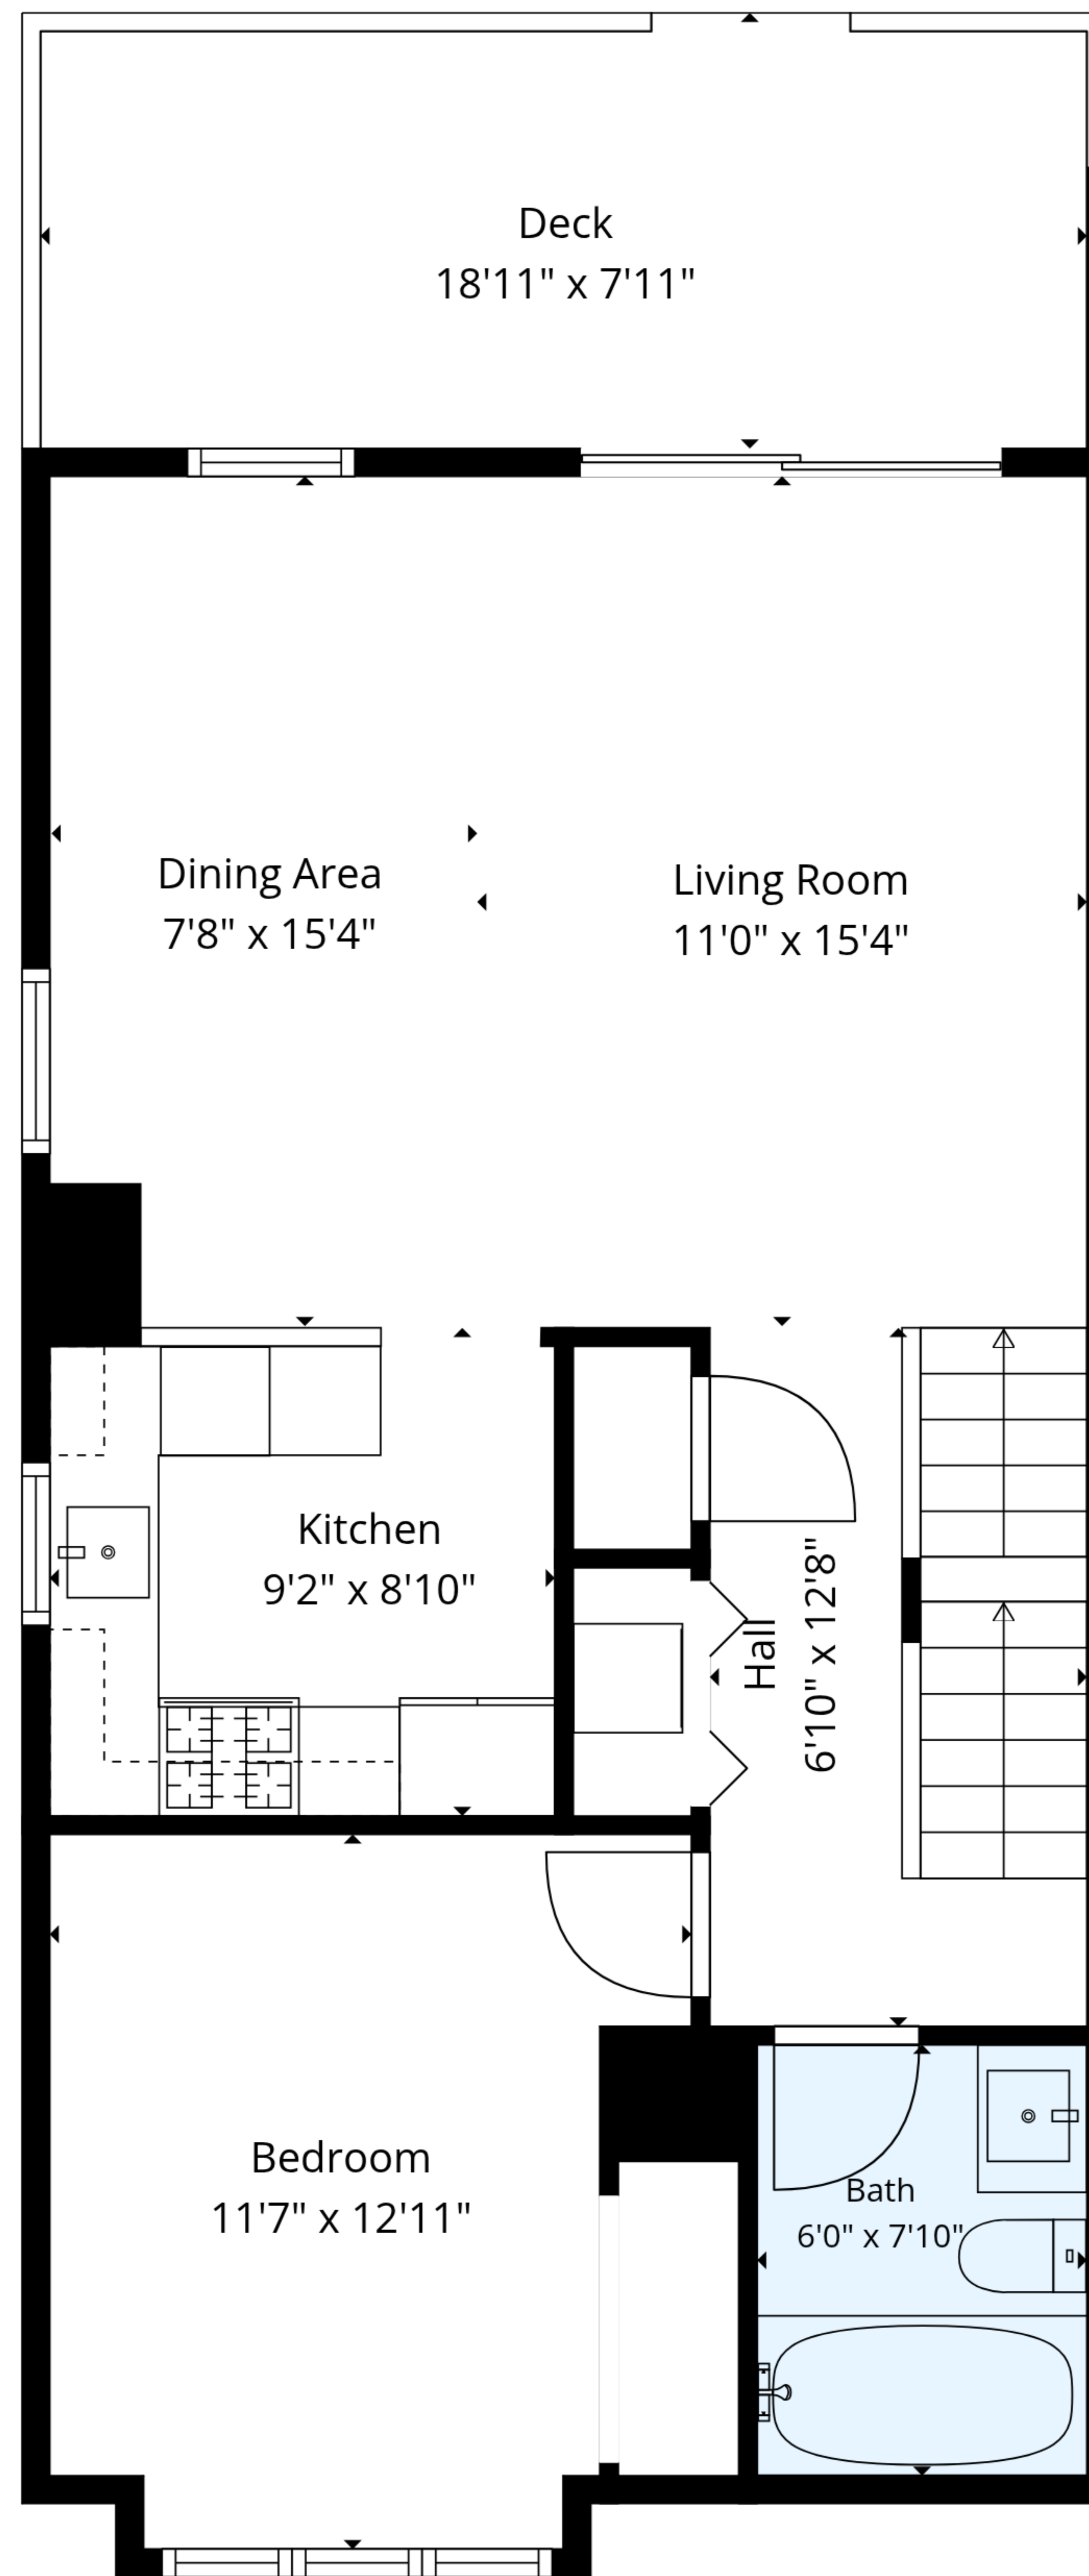 Deck
18'11" x 7'11"
Dining Area
7'8" x 15'4"
Living Room
11'0" x 15'4"
Kitchen
9'2" x 8'10"
Hall
6'10" x 12'8"
Bedroom
11'7" x 12'11"
Bath
6'0" x 7'10"